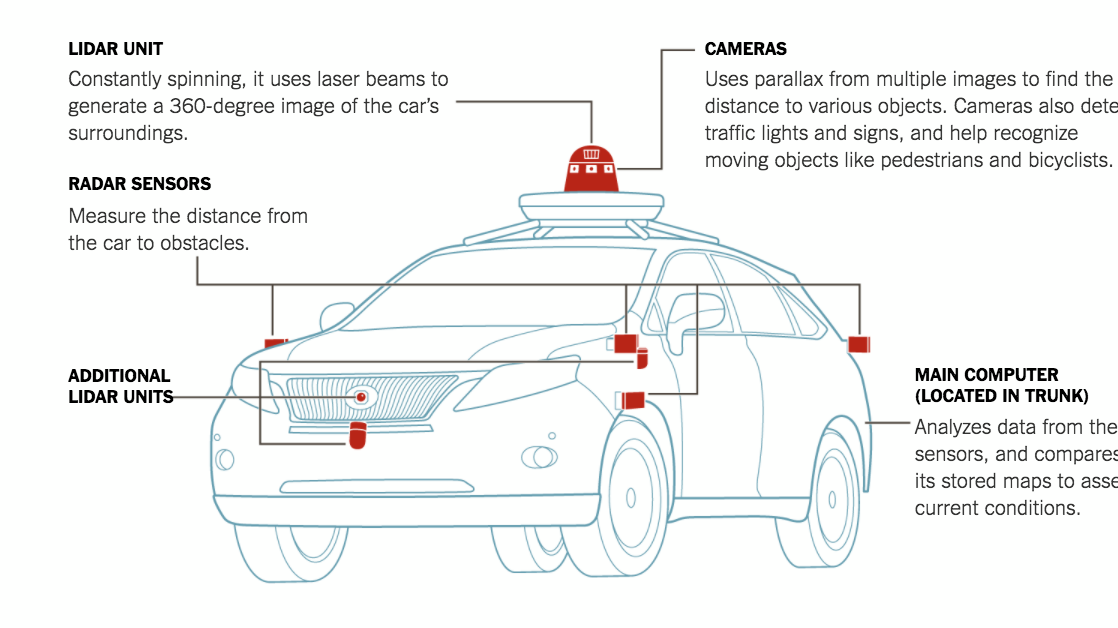 LIDAR UNIT
Constantly spinning, it uses laser beams to
generate a 360-degree image of the car’s
surroundings.
CAMERAS
Uses parallax from multiple images to find the
distance to various objects. Cameras also dete
traffic lights and signs, and help recognize
moving objects like pedestrians and bicyclists.
RADAR SENSORS
Measure the distance from
the car to obstacles.
ADDITIONAL
LIDAR UNITS
MAIN COMPUTER
(LOCATED IN TRUNK)
Analyzes data from the
sensors, and compares
its stored maps to asse
current conditions.